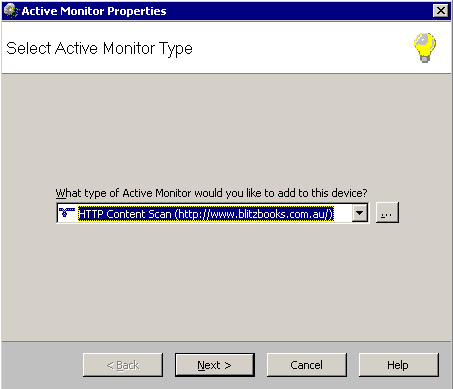 Active Monitor Properties
Select Active Monitor Type
What type of Active Monitor would you like to add to this device?
HTTP Content Scan (http://www.blitzbooks.com.au/)
...
< Back
Next >
Cancel
Help